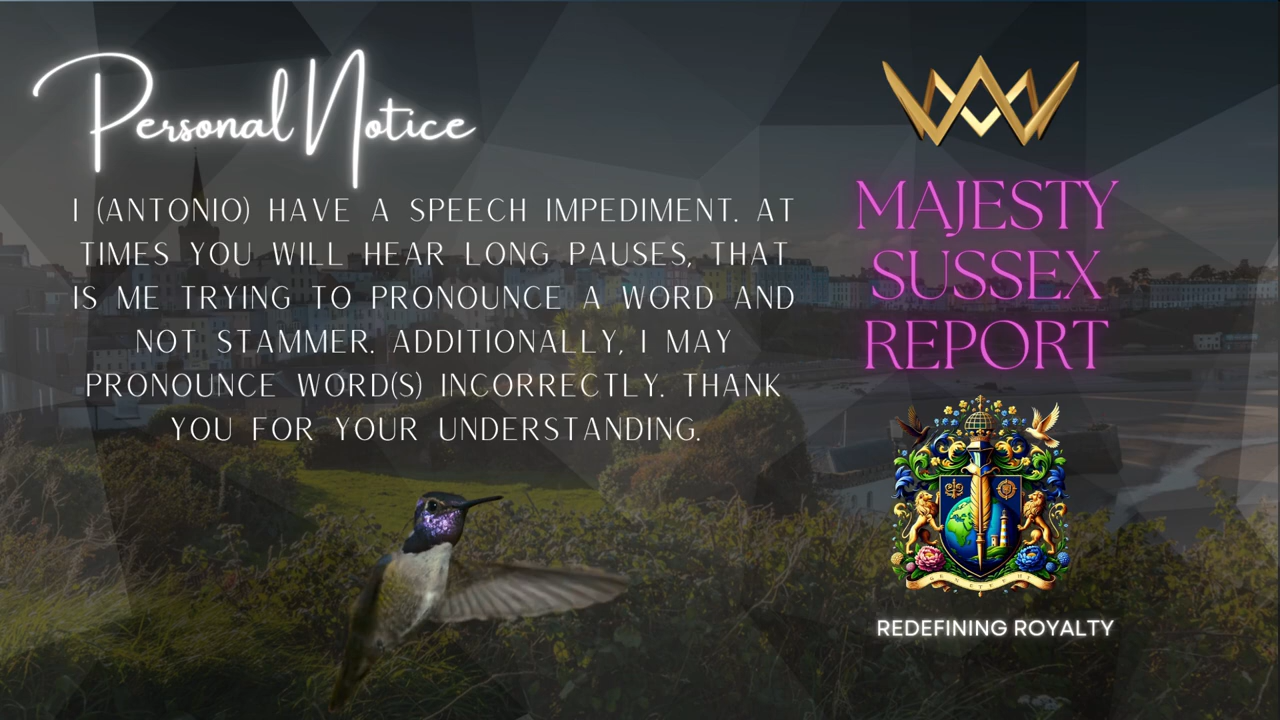 Personal Notice
I (ANTONIO) HAVE A SPEECH IMPEDIMENT. AT
TIMES YOU WILL HEAR LONG PAUSES, THAT
IS ME TRYING TO PRONOUNCE A WORD AND
NOT STAMMER. ADDITIONALLY, I MAY
PRONOUNCE WORD(S) INCORRECTLY. THANK
YOU FOR YOUR UNDERSTANDING.
MAJESTY
SUSSEX
REPORT
REDEFINING ROYALTY